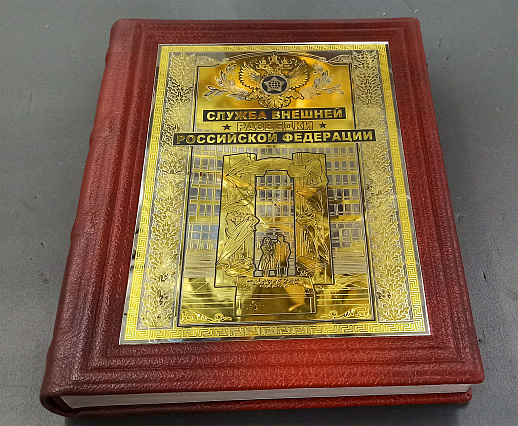 СЛУЖБА ВНЕШНЕЙ
РАЗВЕДКИ
РОССИЙСКОЙ ФЕДЕРАЦИИ